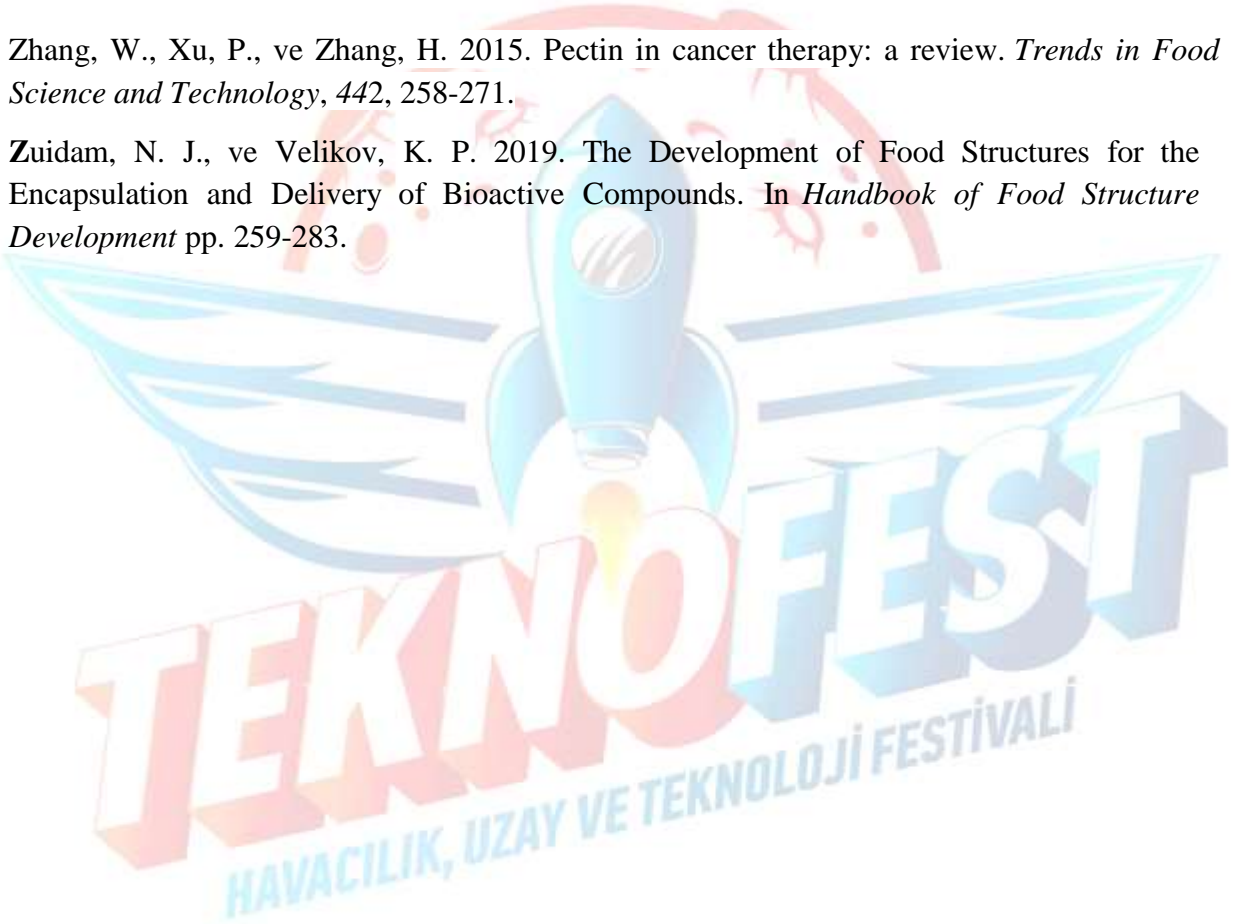 Zhang, W., Xu, P., ve Zhang, H. 2015. Pectin in cancer therapy: a review. Trends in Food
Science and Technology, 442, 258-271.
Zuidam, N. J., ve Velikov, K. P. 2019. The Development of Food Structures for the
Encapsulation and Delivery of Bioactive Compounds. In Handbook of Food Structure
Development pp. 259-283.
TEKNOFEST
HAVACILIK, UZAY VE TEKNOLOJİ FESTİVALİ